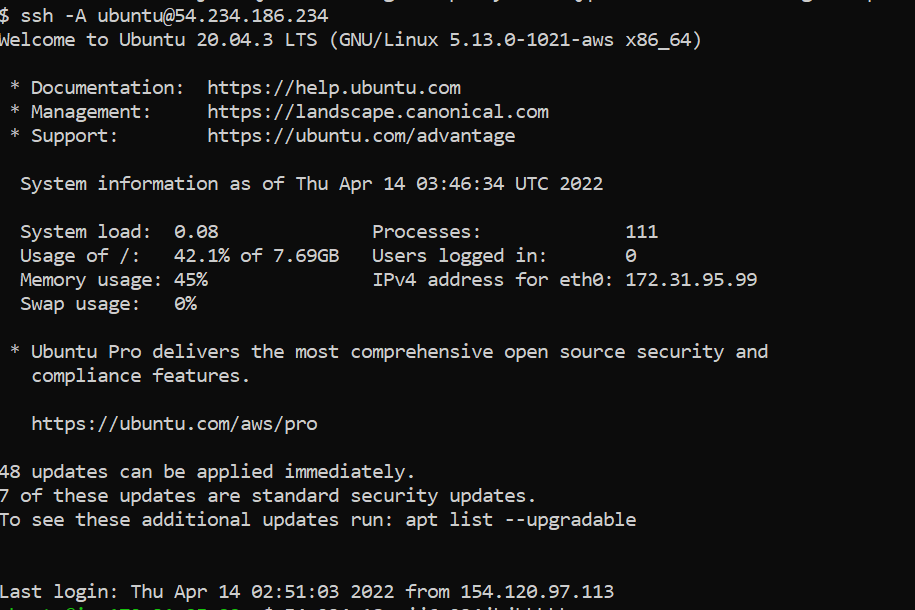 $ ssh -A ubuntu@54.234.186.234
Welcome to Ubuntu 20.04.3 LTS (GNU/Linux 5.13.0-1021-aws x86_64)
* Documentation: https://help.ubuntu.com
* Management: https://landscape.canonical.com
* Support: https://ubuntu.com/advantage
System information as of Thu Apr 14 03:46:34 UTC 2022
System load: 0.08 Processes: 111
Usage of /: 42.1% of 7.69GB Users logged in: 0
Memory usage: 45% IPv4 address for eth0: 172.31.95.99
Swap usage: 0%
* Ubuntu Pro delivers the most comprehensive open source security and
compliance features.
https://ubuntu.com/aws/pro
48 updates can be applied immediately.
7 of these updates are standard security updates.
To see these additional updates run: apt list --upgradable
Last login: Thu Apr 14 02:51:03 2022 from 154.120.97.113